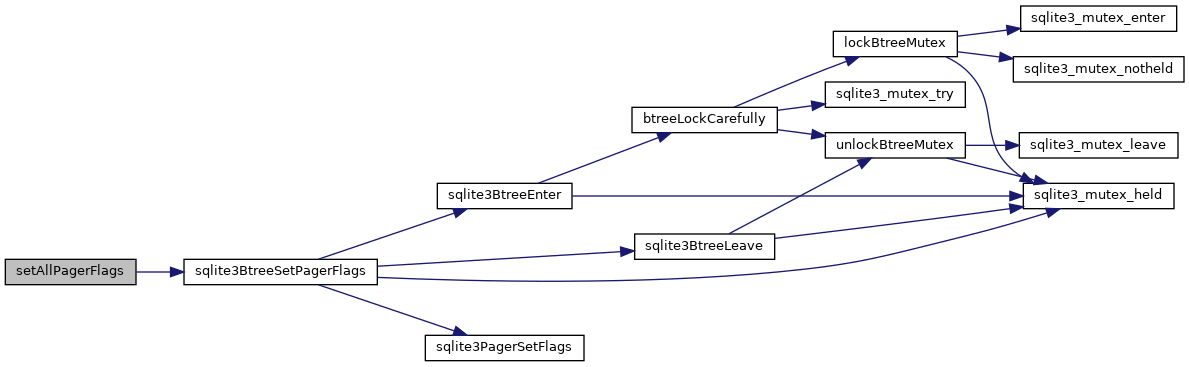 setAllPagerFlags
sqlite3BtreeSetPagerFlags
sqlite3BtreeEnter
sqlite3BtreeLeave
sqlite3PagerSetFlags
btreeLockCarefully
lockBtreeMutex
sqlite3_mutex_try
unlockBtreeMutex
sqlite3_mutex_enter
sqlite3_mutex_notheld
sqlite3_mutex_leave
sqlite3_mutex_held